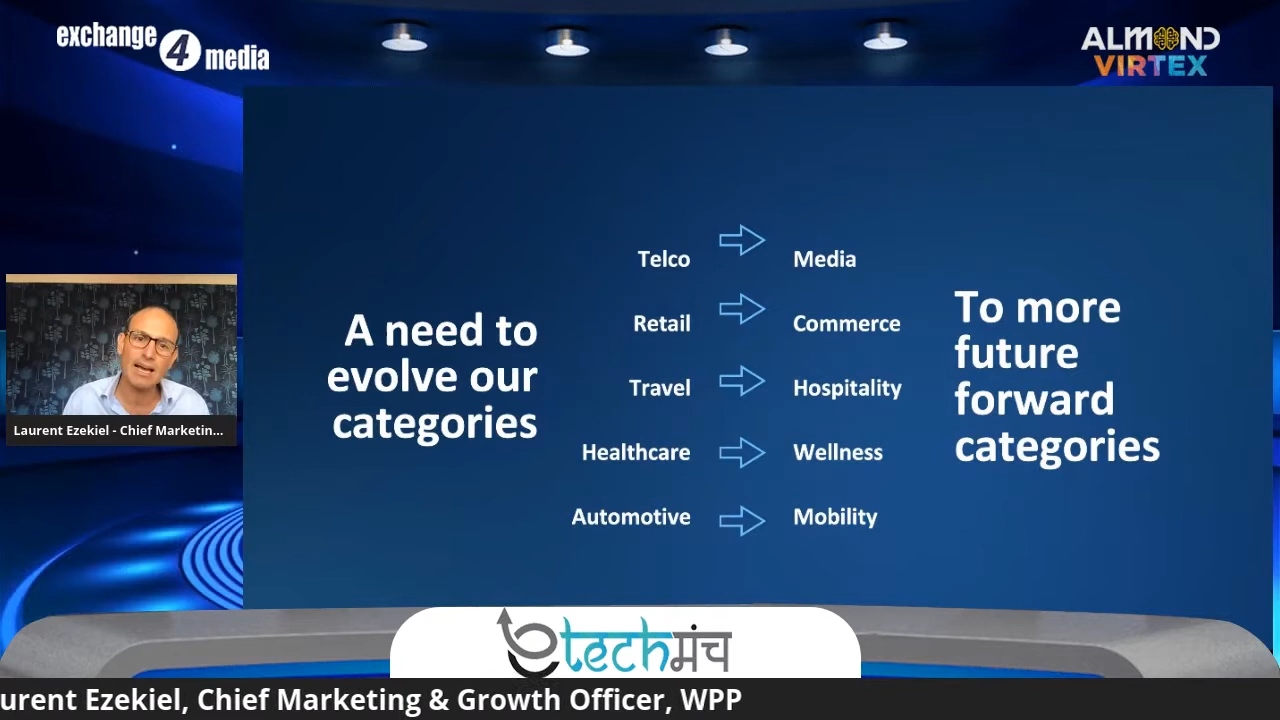 exchange
4
media
ALMOND
VIRTEX
A need to
evolve our
categories
Telco
Media
Retail
Commerce
Travel
Hospitality
Healthcare
Wellness
Automotive
Mobility
To more
future
forward
categories
Laurent Ezekiel - Chief Marketin...
techमंच
urent Ezekiel, Chief Marketing & Growth Officer, WPP